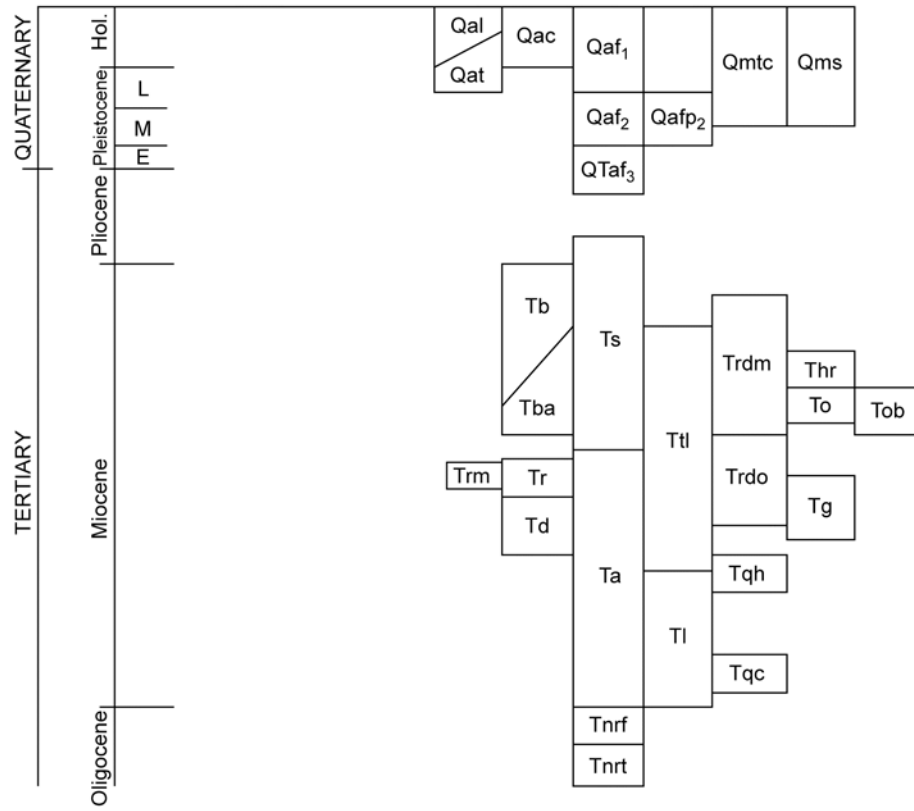 QUATERNARY
TERTIARY
Hol.
Pleistocene
Pliocene
Miocene
Oligocene
L
M
E
Qal
Qat
Qac
Qaf1
Qmtc
Qms
Qaf2
Qafp2
QTaf3
Tb
Tba
Ts
Trdm
Thr
To
Tob
Ttl
Trm
Tr
Trdo
Tg
Td
Ta
Tqh
Tl
Tqc
Tnrf
Tnrt